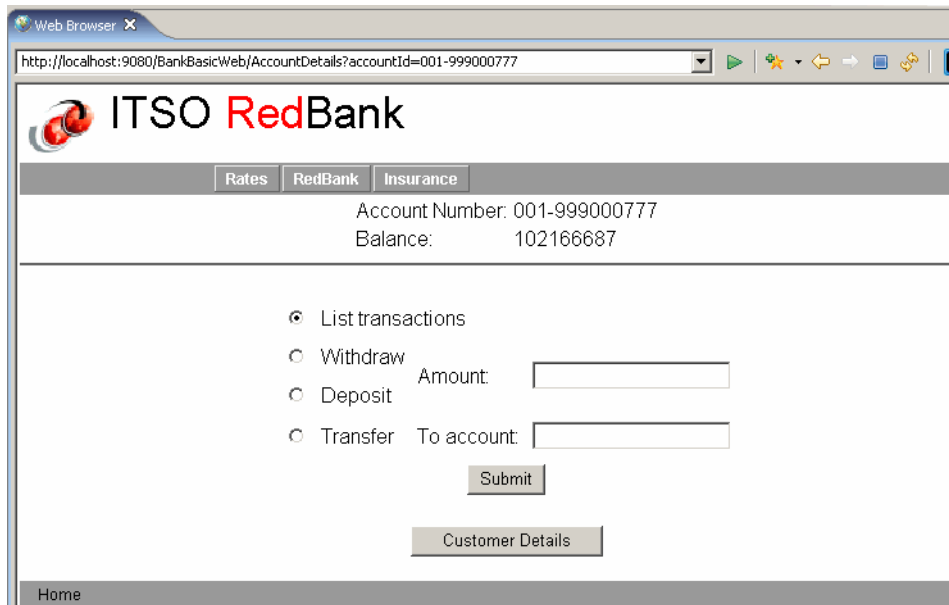 Web Browser
http://localhost:9080/BankBasicWeb/AccountDetails?accountId=001-999000777
ITSO RedBank
Rates RedBank Insurance
Account Number: 001-999000777
Balance: 102166687
List transactions
Withdraw
Amount:
Deposit
Transfer To account:
Submit
Customer Details
Home